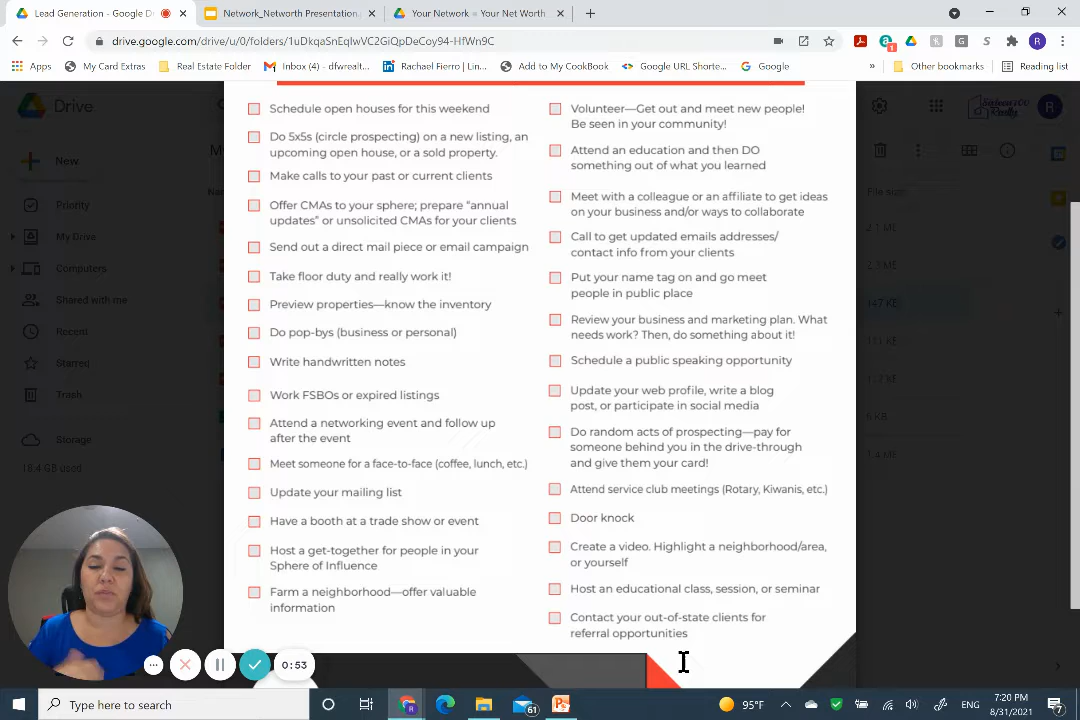 Lead Generation - Google D
Network_Networth Presentation.
Your Network = Your Net Worth
drive.google.com/drive/u/0/folders/1uDkqaSnEqIwVC2GiQpDeCoy94-HfWn9C
Apps
My Card Extras
Real Estate Folder
Inbox (4) - dfwrealt...
Rachael Fierro | Lin...
Add to My CookBook
Google URL Shorte...
Google
Other bookmarks
Reading list
Drive
New
Priority
My Drive
Computers
Shared with me
Recent
Starred
Trash
Storage
18.4 GB used
Schedule open houses for this weekend
Do 5x5s (circle prospecting) on a new listing, an
upcoming open house, or a sold property.
Make calls to your past or current clients
Offer CMAs to your sphere; prepare “annual
updates” or unsolicited CMAs for your clients
Send out a direct mail piece or email campaign
Take floor duty and really work it!
Preview properties—know the inventory
Do pop-bys (business or personal)
Write handwritten notes
Work FSBOs or expired listings
Attend a networking event and follow up
after the event
Meet someone for a face-to-face (coffee, lunch, etc.)
Update your mailing list
Have a booth at a trade show or event
Host a get-together for people in your
Sphere of Influence
Farm a neighborhood—offer valuable
information
Volunteer—Get out and meet new people!
Be seen in your community!
Attend an education and then DO
something out of what you learned
Meet with a colleague or an affiliate to get ideas
on your business and/or ways to collaborate
Call to get updated emails addresses/
contact info from your clients
Put your name tag on and go meet
people in public place
Review your business and marketing plan. What
needs work? Then, do something about it!
Schedule a public speaking opportunity
Update your web profile, write a blog
post, or participate in social media
Do random acts of prospecting—pay for
someone behind you in the drive-through
and give them your card!
Attend service club meetings (Rotary, Kiwanis, etc.)
Door knock
Create a video. Highlight a neighborhood/area,
or yourself
Host an educational class, session, or seminar
Contact your out-of-state clients for
referral opportunities
File size
0:53
Type here to search
61
95°F
ENG
7:20 PM
8/31/2021
7